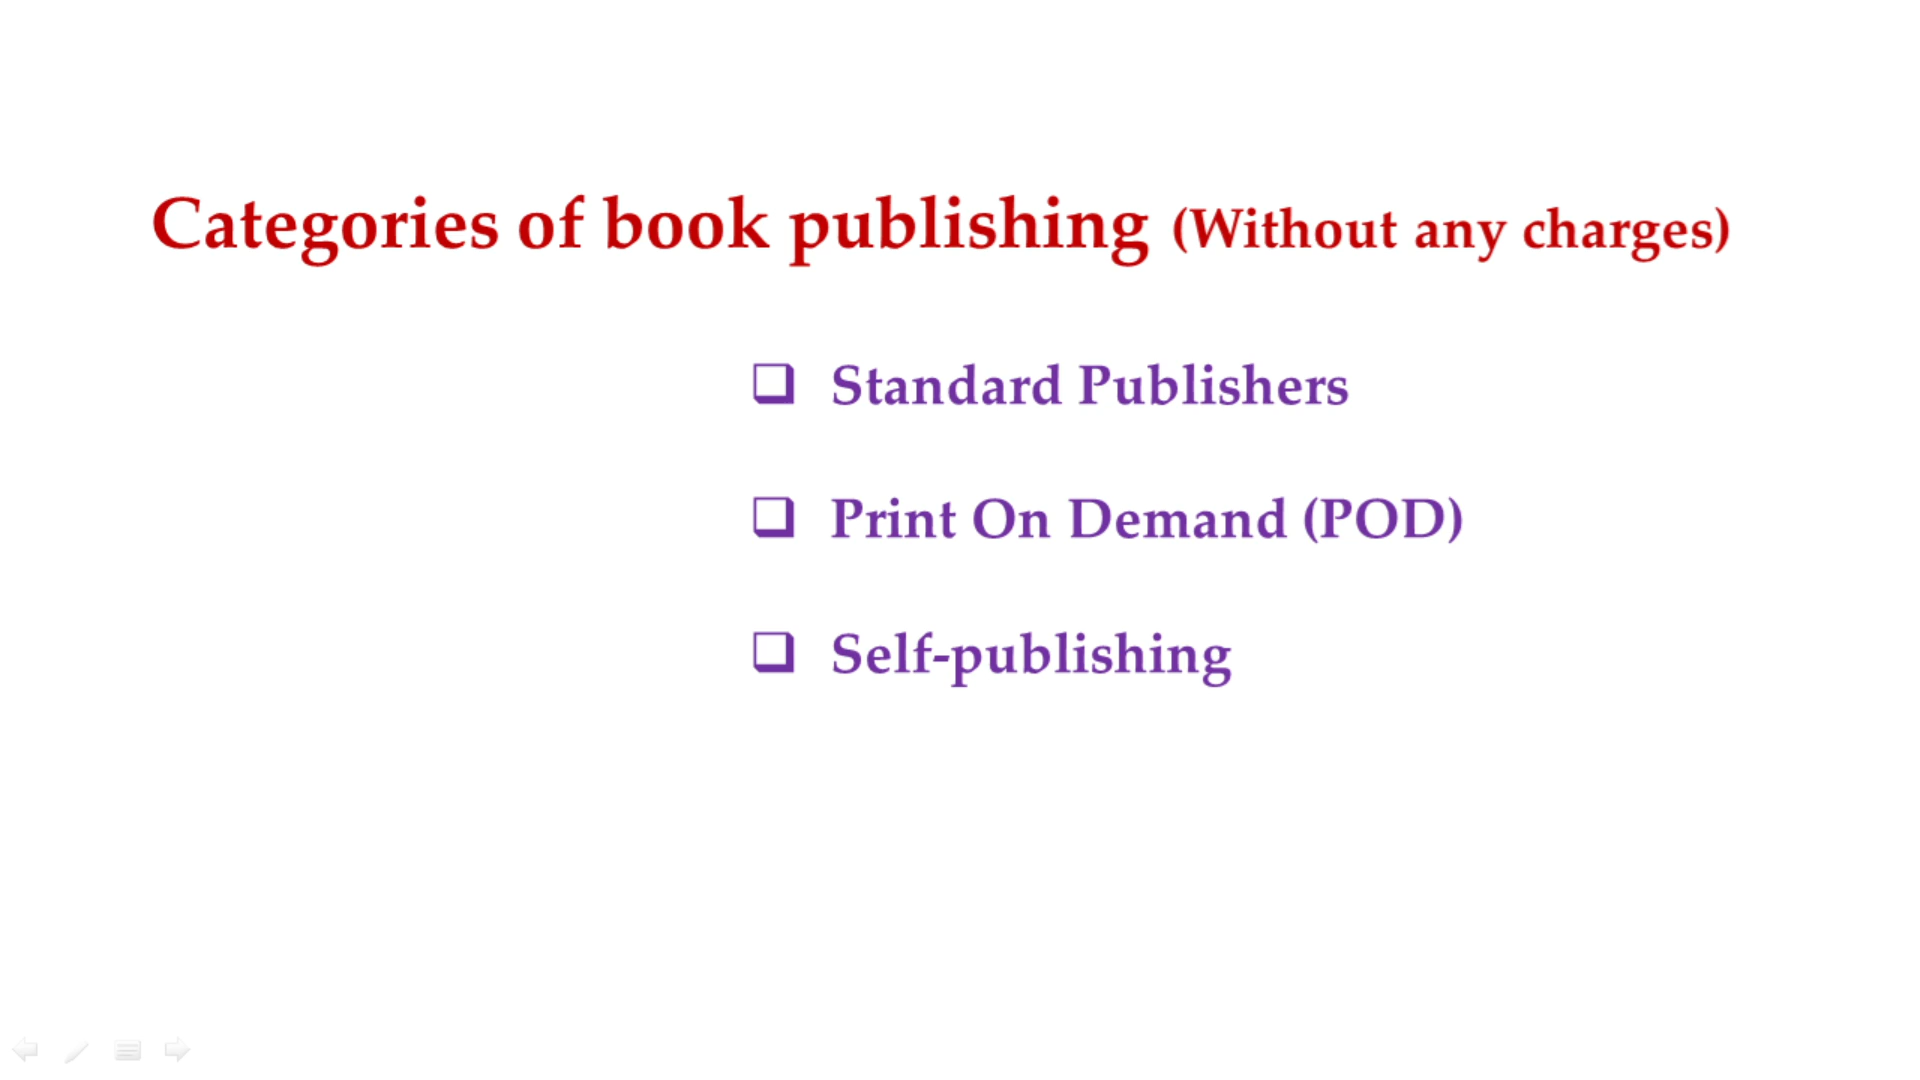 Categories of book publishing (Without any charges)
Standard Publishers
Print On Demand (POD)
Self-publishing